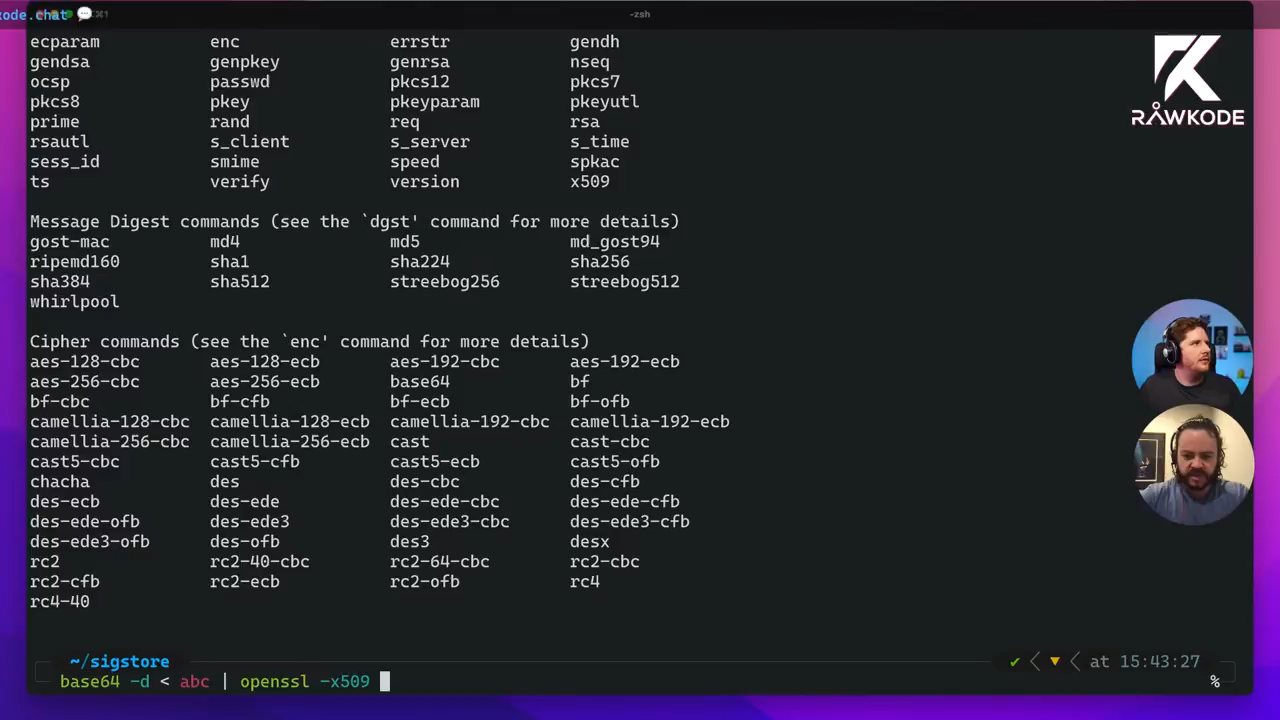 kode.chat 💬 ⌘1
-zsh
ecparam enc errstr gendh
gendsa genpkey genrsa nseq
ocsp passwd pkcs12 pkcs7
pkcs8 pkey pkeyparam pkeyutl
prime rand req rsa
rsautl s_client s_server s_time
sess_id smime speed spkac
ts verify version x509
Message Digest commands (see the `dgst' command for more details)
gost-mac md4 md5 md_gost94
ripemd160 sha1 sha224 sha256
sha384 sha512 streebog256 streebog512
whirlpool
Cipher commands (see the `enc' command for more details)
aes-128-cbc aes-128-ecb aes-192-cbc aes-192-ecb
aes-256-cbc aes-256-ecb base64 bf
bf-cbc bf-cfb bf-ecb bf-ofb
camellia-128-cbc camellia-128-ecb camellia-192-cbc camellia-192-ecb
camellia-256-cbc camellia-256-ecb cast cast-cbc
cast5-cbc cast5-cfb cast5-ecb cast5-ofb
chacha des des-cbc des-cfb
des-ecb des-ede des-ede-cbc des-ede-cfb
des-ede-ofb des-ede3 des-ede3-cbc des-ede3-cfb
des-ede3-ofb des-ofb des3 desx
rc2 rc2-40-cbc rc2-64-cbc rc2-cbc
rc2-cfb rc2-ecb rc2-ofb rc4
rc4-40
~/sigstore ✔ at 15:43:27
base64 -d < abc | openssl -x509 %
RAWKODE